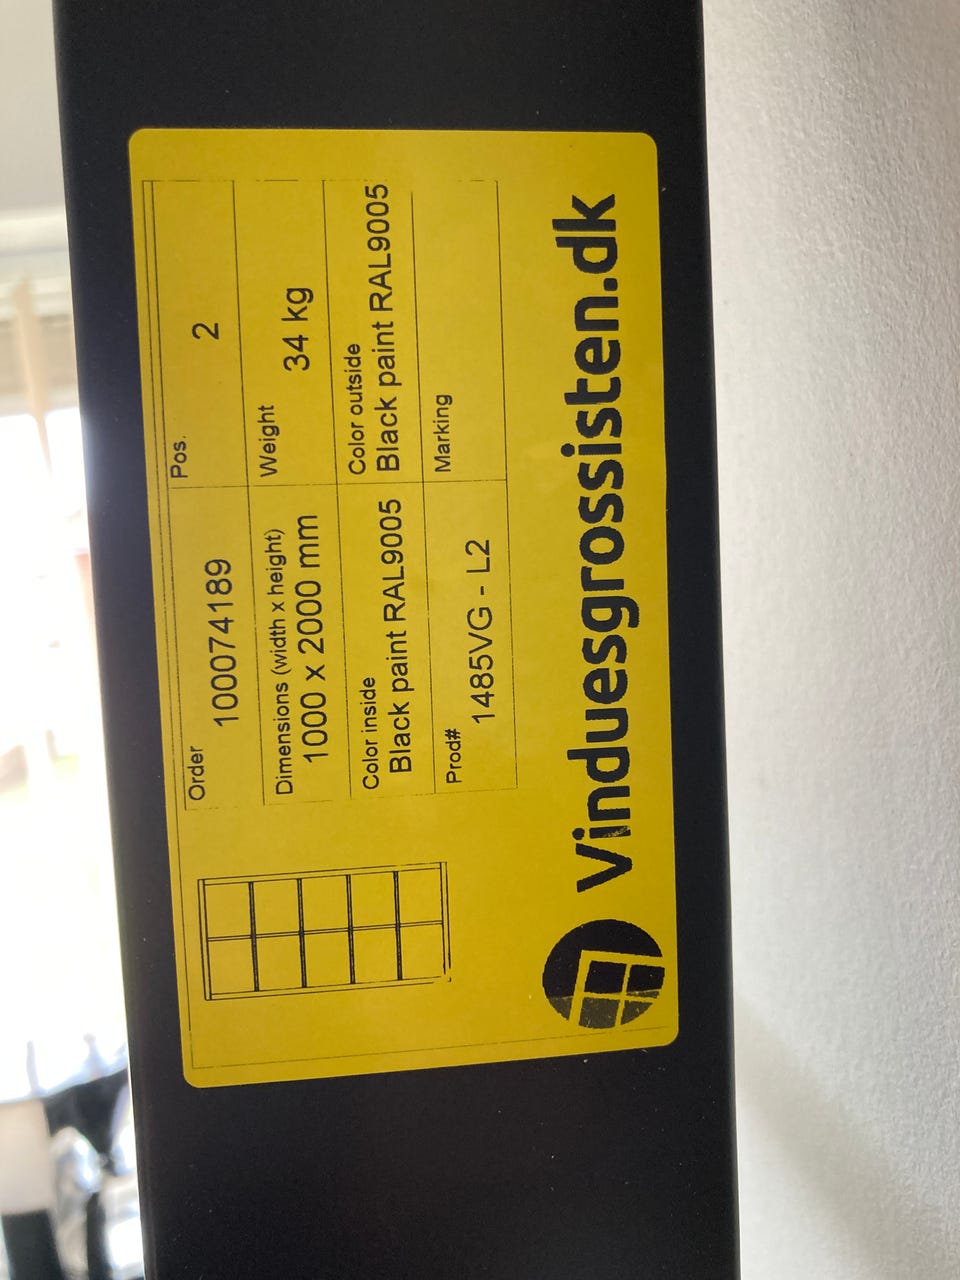 Order
10074189
Pos.
2
Dimensions (width x height)
1000 x 2000 mm
Weight
34 kg
Color inside
Black paint RAL9005
Color outside
Black paint RAL9005
Prod#
1485VG - L2
Marking
Vinduesgrossisten.dk